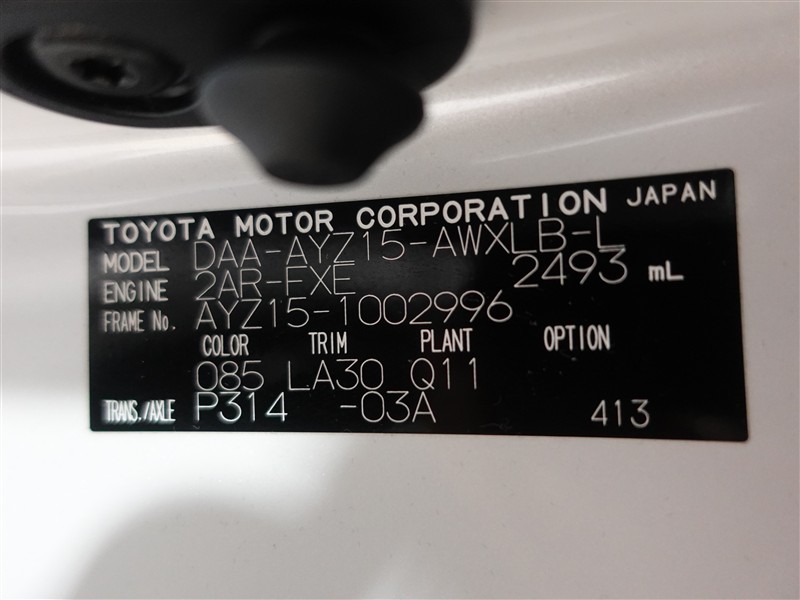 TOYOTA MOTOR CORPORATION JAPAN
MODEL DAA-AYZ15-AWXLB-L
ENGINE 2AR-FXE 2493 mL
FRAME No. AYZ15-1002996
COLOR TRIM PLANT OPTION
085 LA30 Q11
TRANS./AXLE P314 -03A 413